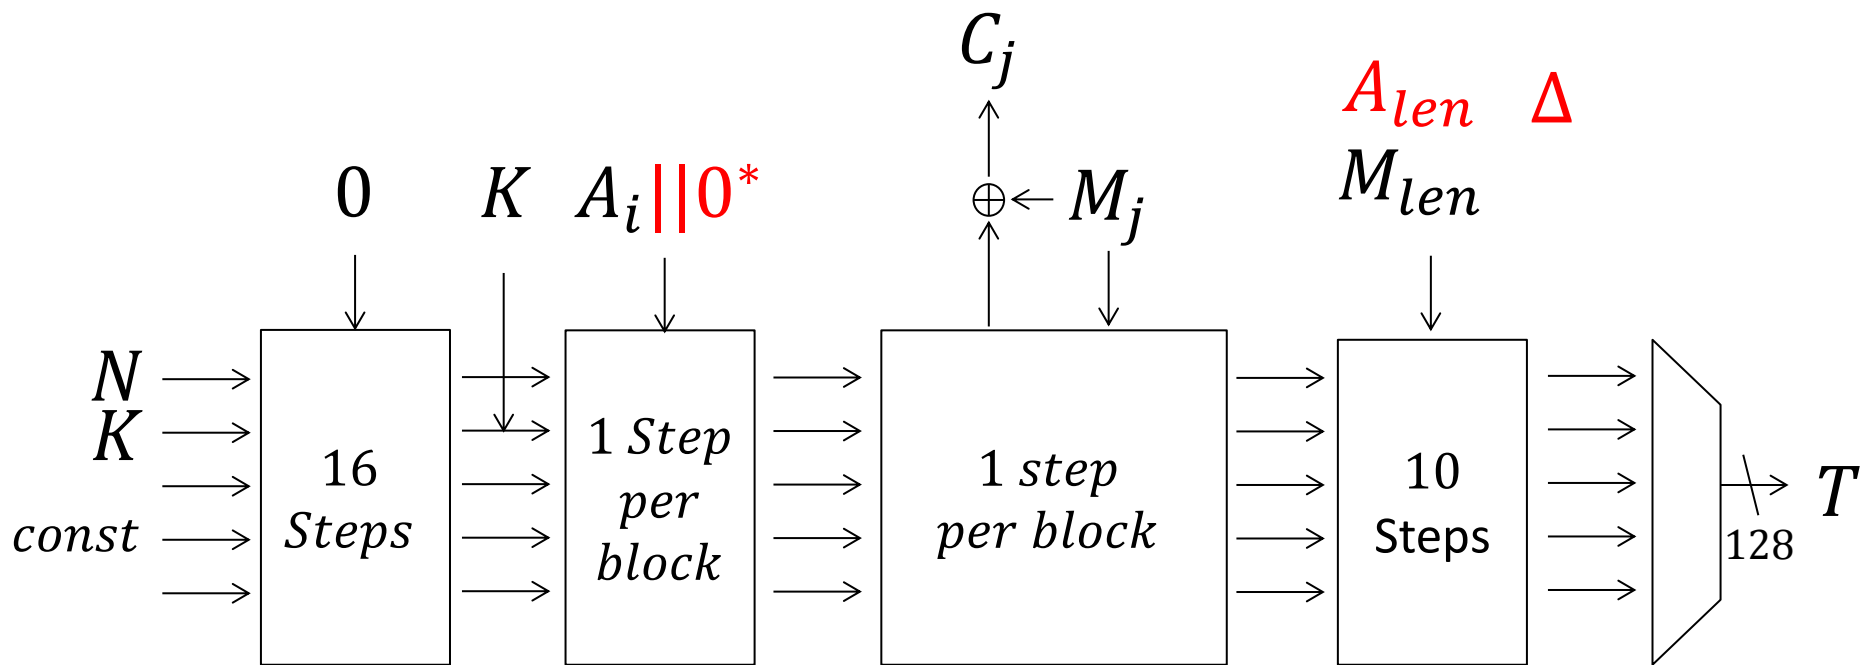 C_j
A_len Δ
0 K A_i||0* ⊕ M_j M_len
N
K
const
16
Steps
1 Step
per
block
1 step
per block
10
Steps
T
128